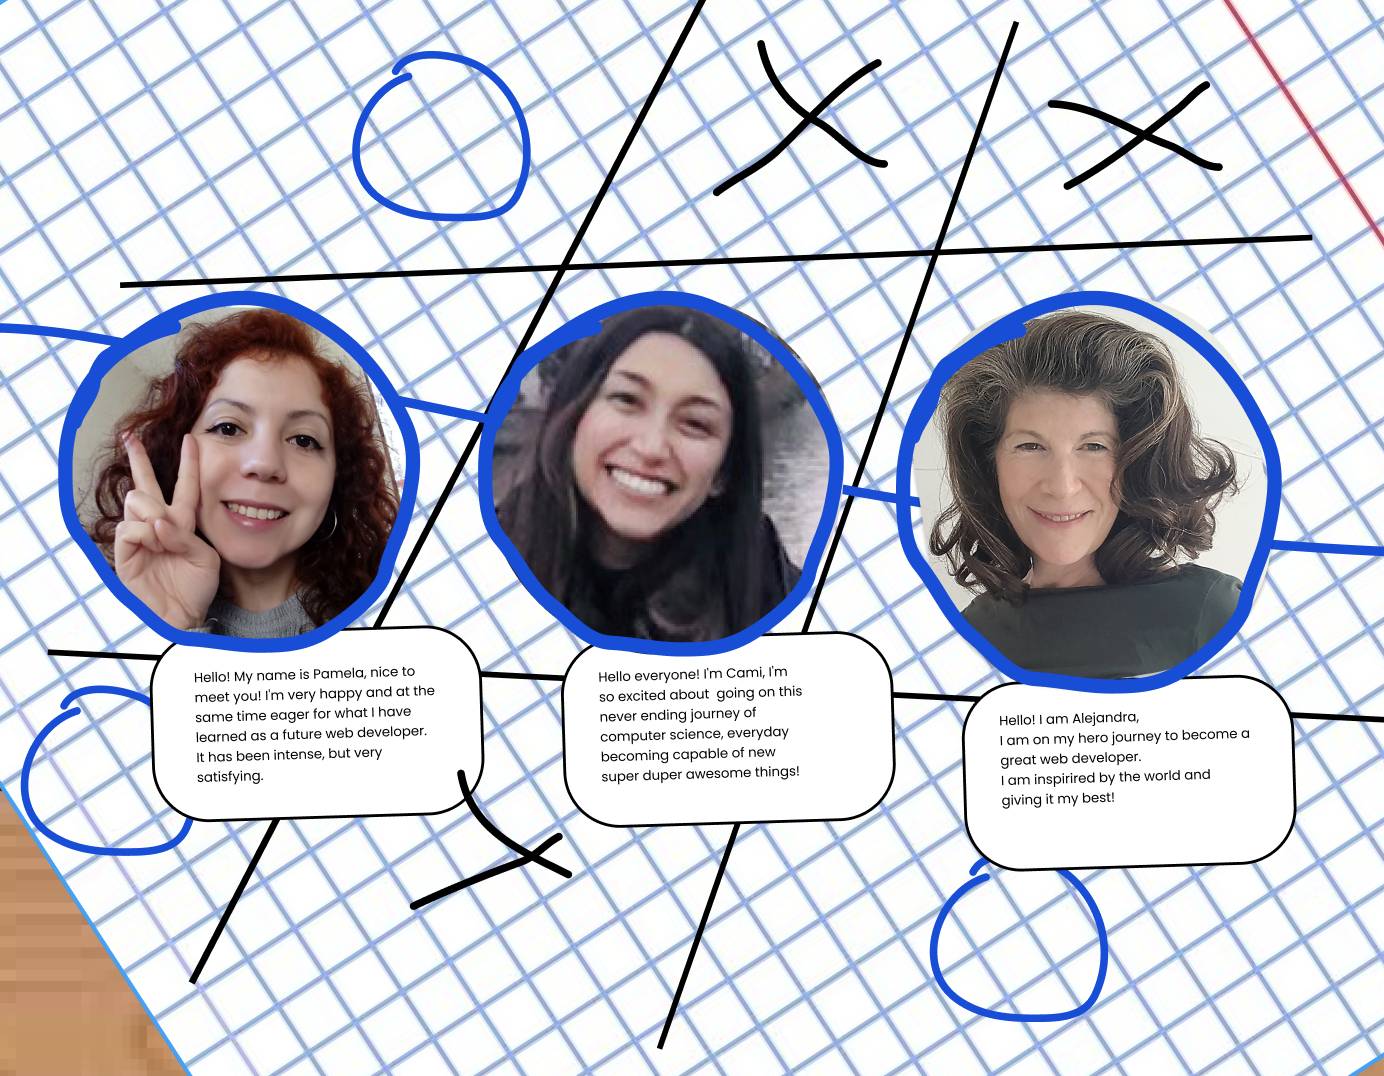 Hello! My name is Pamela, nice to
meet you! I'm very happy and at the
same time eager for what I have
learned as a future web developer.
It has been intense, but very
satisfying.
Hello everyone! I'm Cami, I'm
so excited about  going on this
never ending journey of
computer science, everyday
becoming capable of new
super duper awesome things!
Hello! I am Alejandra,
I am on my hero journey to become a
great web developer.
I am inspirired by the world and
giving it my best!